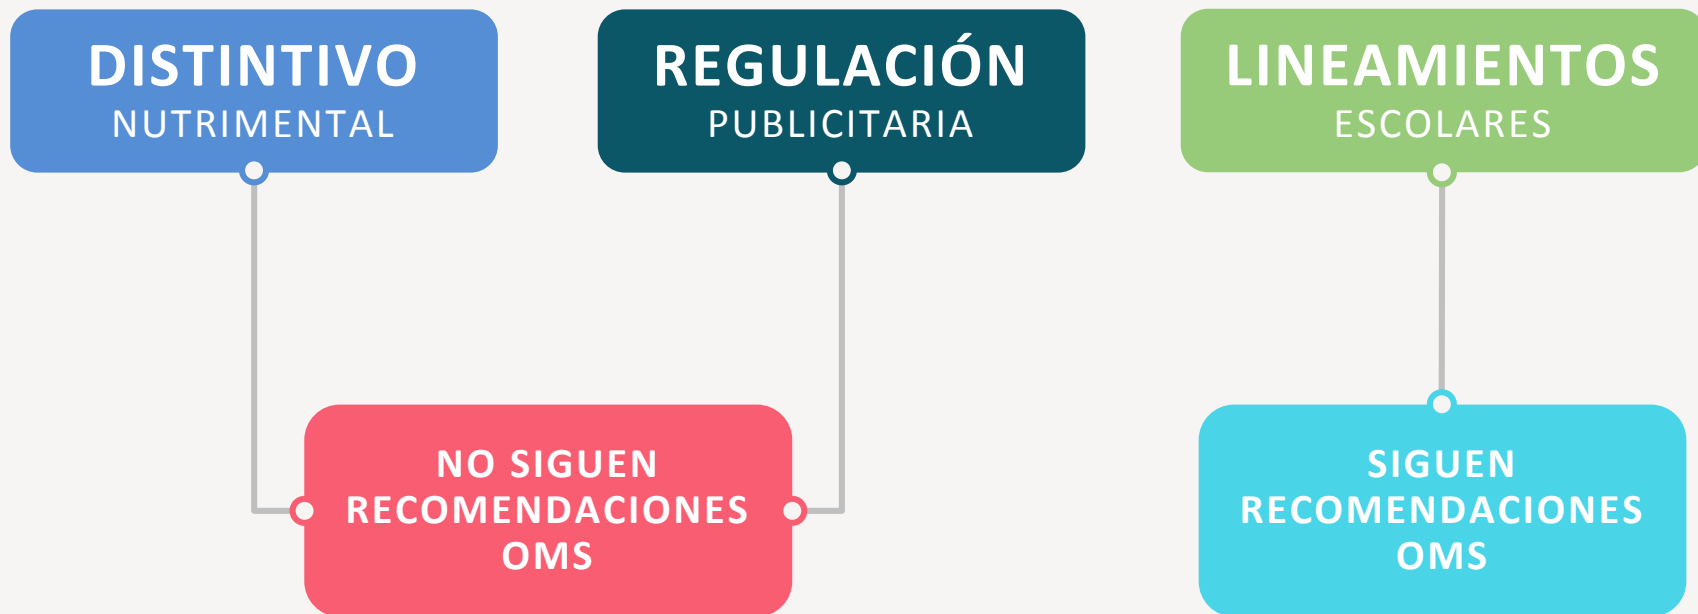 DISTINTIVO
NUTRIMENTAL
REGULACIÓN
PUBLICITARIA
LINEAMIENTOS
ESCOLARES
NO SIGUEN
RECOMENDACIONES
OMS
SIGUEN
RECOMENDACIONES
OMS